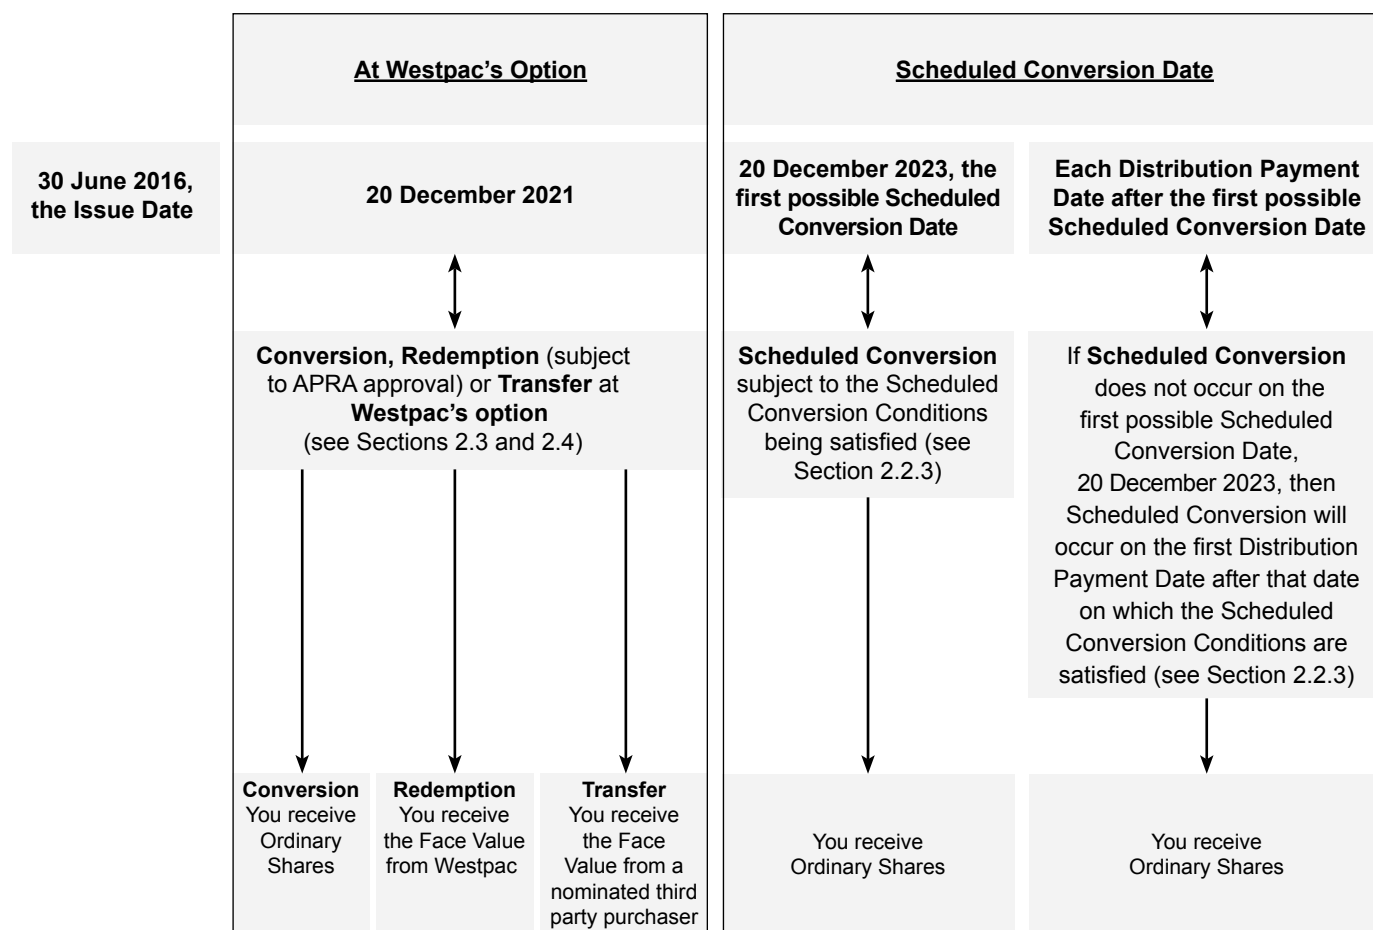 At Westpac's Option
Scheduled Conversion Date
30 June 2016,
the Issue Date
20 December 2021
20 December 2023, the
first possible Scheduled
Conversion Date
Each Distribution Payment
Date after the first possible
Scheduled Conversion Date
Conversion, Redemption (subject
to APRA approval) or Transfer at
Westpac's option
(see Sections 2.3 and 2.4)
Scheduled Conversion
subject to the Scheduled
Conversion Conditions
being satisfied (see
Section 2.2.3)
If Scheduled Conversion
does not occur on the
first possible Scheduled
Conversion Date,
20 December 2023, then
Scheduled Conversion will
occur on the first Distribution
Payment Date after that date
on which the Scheduled
Conversion Conditions are
satisfied (see Section 2.2.3)
Conversion
You receive
Ordinary
Shares
Redemption
You receive
the Face Value
from Westpac
Transfer
You receive
the Face
Value from a
nominated third
party purchaser
You receive
Ordinary Shares
You receive
Ordinary Shares